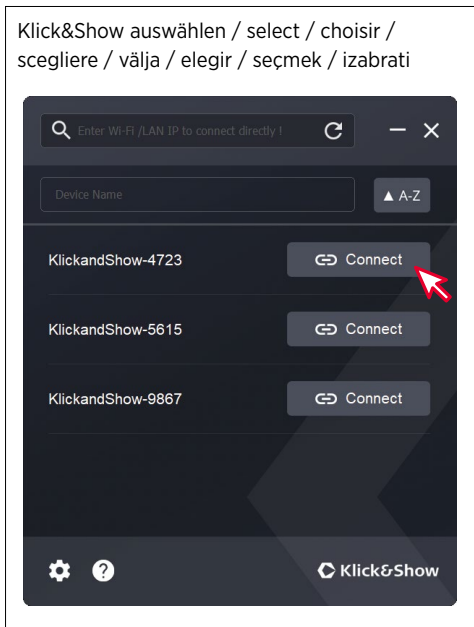 Klick&Show auswählen / select / choisir /
scegliere / välja / elegir / seçmek / izabrati
Enter Wi-Fi /LAN IP to connect directly !
Device Name
▲ A-Z
KlickandShow-4723
Connect
KlickandShow-5615
Connect
KlickandShow-9867
Connect
Klick&Show